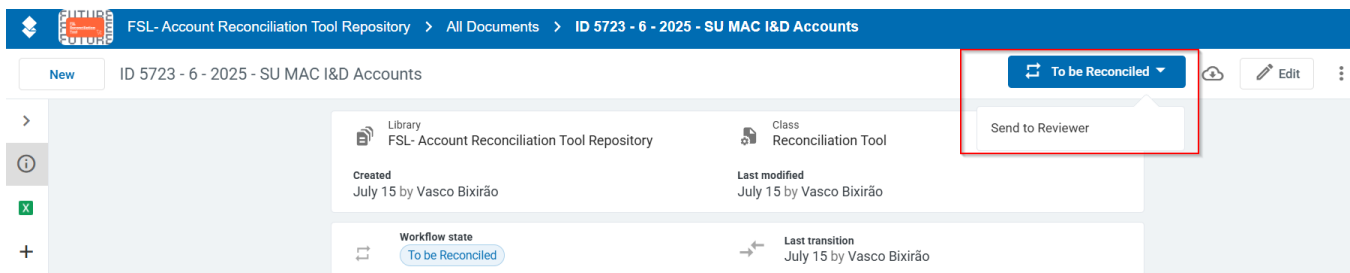 FUTURE
FSL- Account Reconciliation Tool Repository > All Documents > ID 5723 - 6 - 2025 - SU MAC I&D Accounts
FUTURE
New ID 5723 - 6 - 2025 - SU MAC I&D Accounts To be Reconciled Edit
Send to Reviewer
Library Class
FSL- Account Reconciliation Tool Repository Reconciliation Tool
Created Last modified
July 15 by Vasco Bixirão July 15 by Vasco Bixirão
X
Workflow state Last transition
To be Reconciled July 15 by Vasco Bixirão